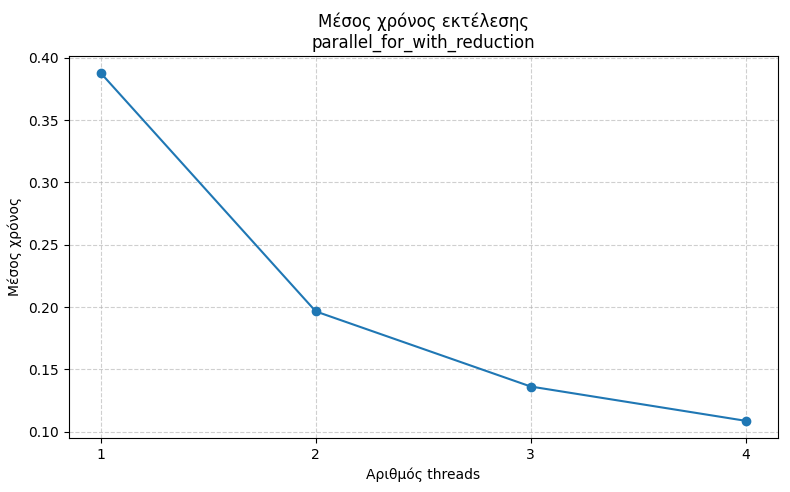 Μέσος χρόνος εκτέλεσης
parallel_for_with_reduction
0.40
0.35
0.30
0.25
0.20
0.15
0.10
Μέσος χρόνος
1 2 3 4
Αριθμός threads